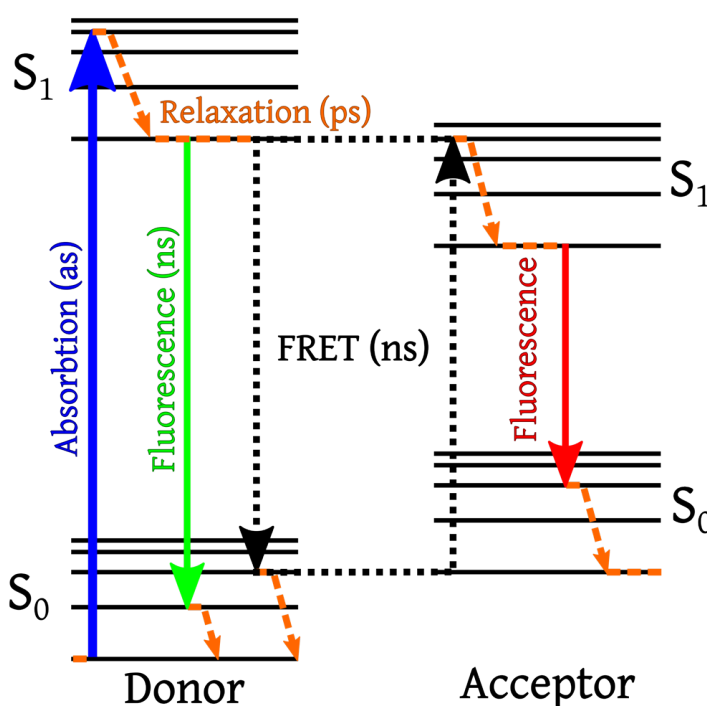 S1
Relaxation (ps)
S1
Absorbtion (as)
Fluorescence (ns)
FRET (ns)
Fluorescence
S0
S0
Donor
Acceptor